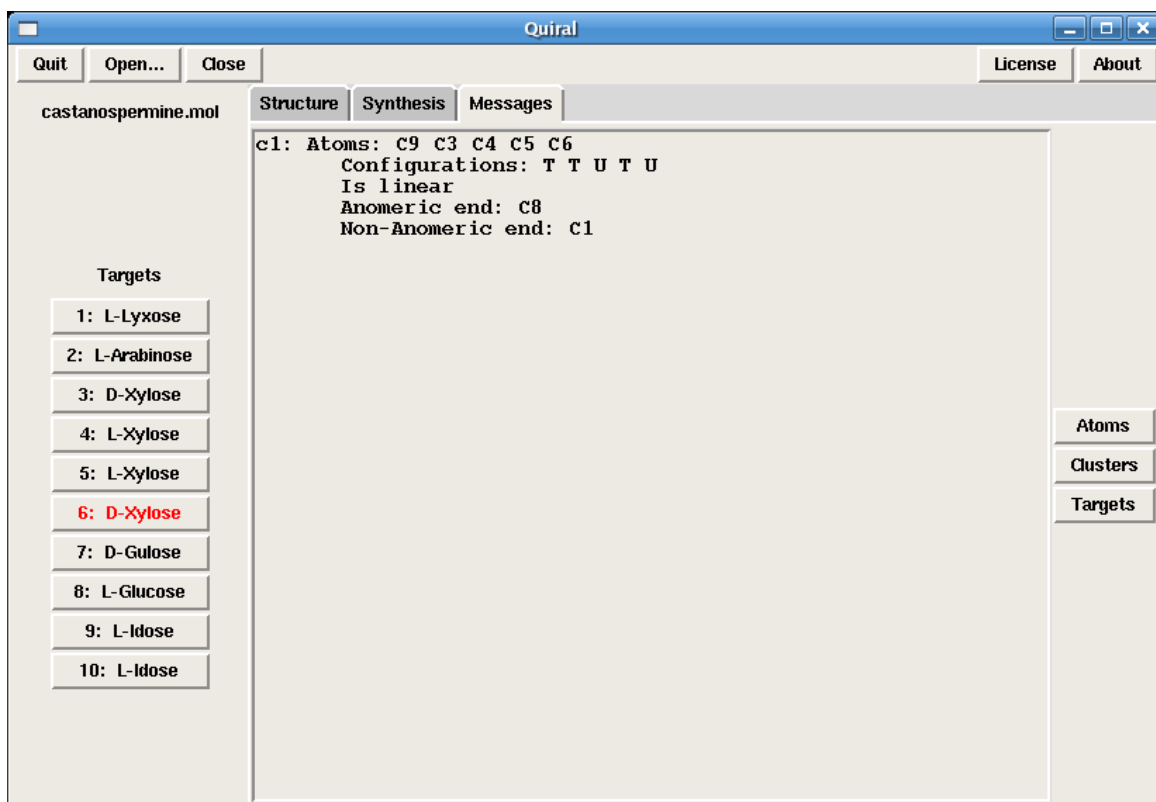 Quiral
Quit Open... Close License About
castanospermine.mol
Structure Synthesis Messages
c1: Atoms: C9 C3 C4 C5 C6
Configurations: T T U T U
Is linear
Anomeric end: C8
Non-Anomeric end: C1
Targets
1: L-Lyxose
2: L-Arabinose
3: D-Xylose
4: L-Xylose
5: L-Xylose
6: D-Xylose
7: D-Gulose
8: L-Glucose
9: L-Idose
10: L-Idose
Atoms
Clusters
Targets